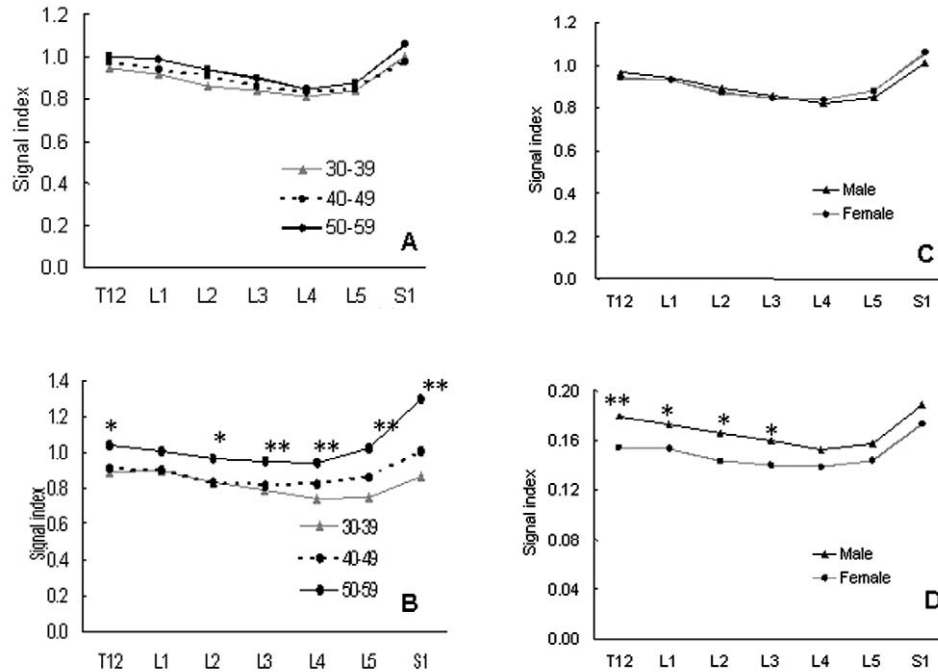 1.2
1.0
0.8
0.6
0.4
0.2
0.0
Signal index
30-39
40-49
50-59
A
T12 L1 L2 L3 L4 L5 S1
1.2
1.0
0.8
0.6
0.4
0.2
0.0
Signal index
Male
Female
C
T12 L1 L2 L3 L4 L5 S1
1.4
1.2
1.0
0.8
0.6
0.4
0.2
0.0
Signal index
* * ** ** ** **
30-39
40-49
50-59
B
T12 L1 L2 L3 L4 L5 S1
0.20
0.16
0.12
0.08
0.04
0.00
Signal index
** * * *
Male
Female
D
T12 L1 L2 L3 L4 L5 S1